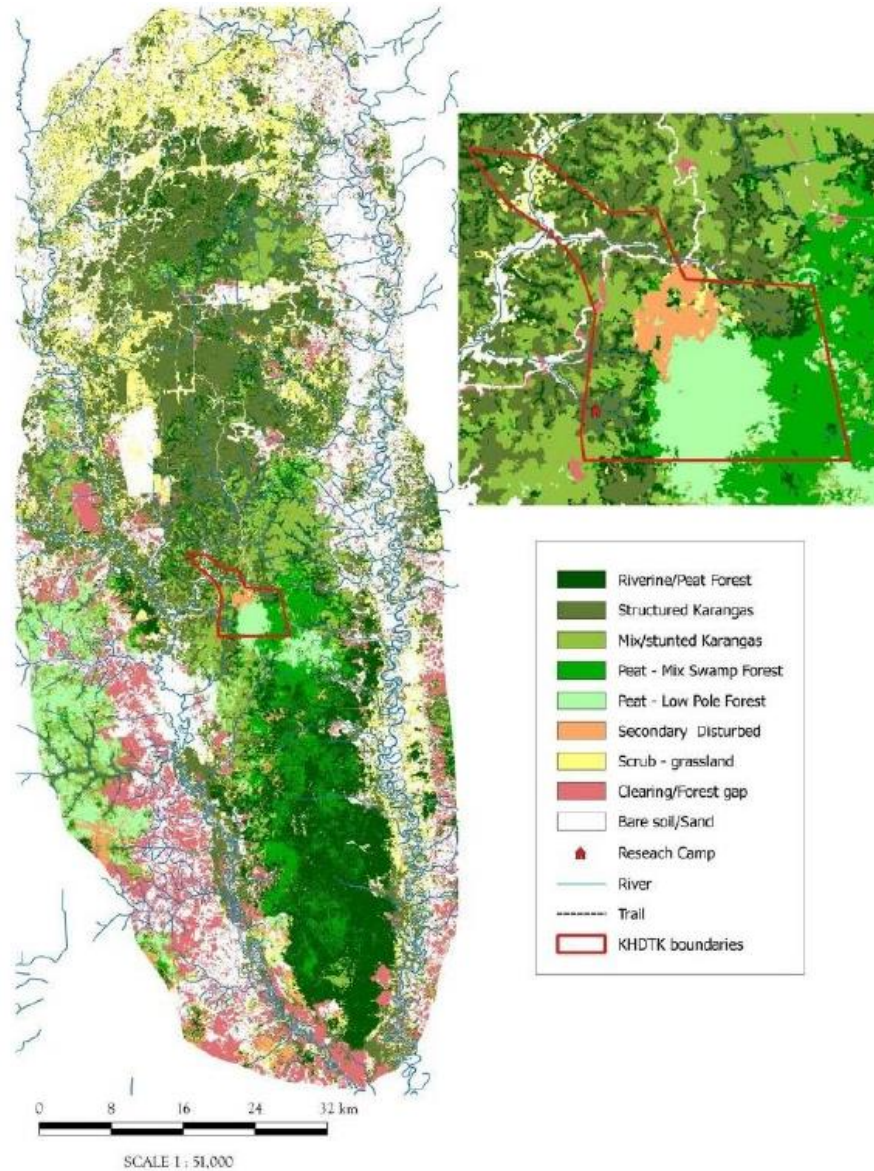 Riverine/Peat Forest
Structured Karangas
Mix/stunted Karangas
Peat - Mix Swamp Forest
Peat - Low Pole Forest
Secondary Disturbed
Scrub - grassland
Clearing/Forest gap
Bare soil/Sand
Reseach Camp
River
Trail
KHDTK boundaries
0 8 16 24 32 km
SCALE 1 : 51,000